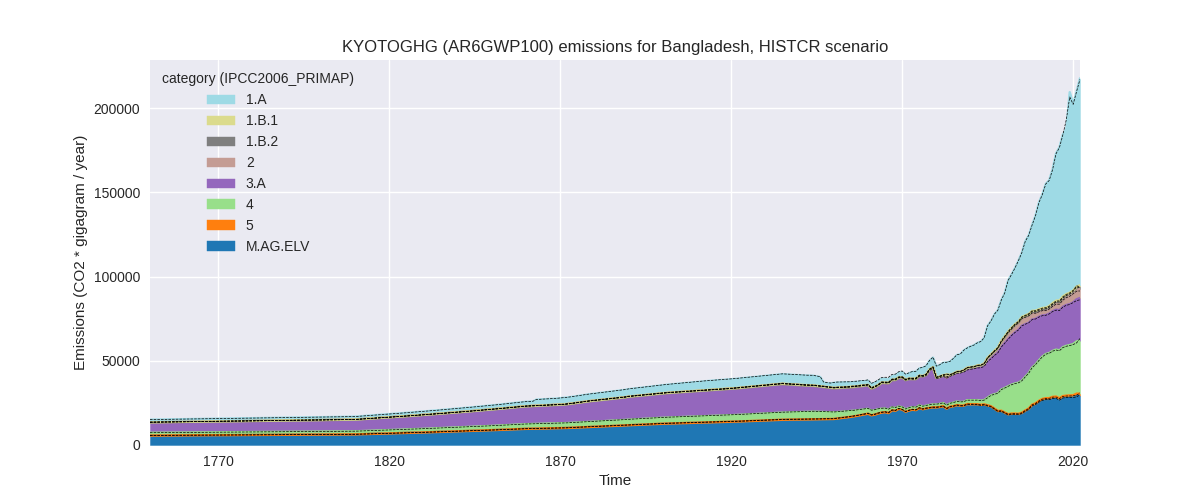 KYOTOGHG (AR6GWP100) emissions for Bangladesh, HISTCR scenario
category (IPCC2006_PRIMAP)
1.A
1.B.1
1.B.2
2
3.A
4
5
M.AG.ELV
Emissions (CO2 * gigagram / year)
200000
150000
100000
50000
0
1770
1820
1870
1920
1970
2020
Time